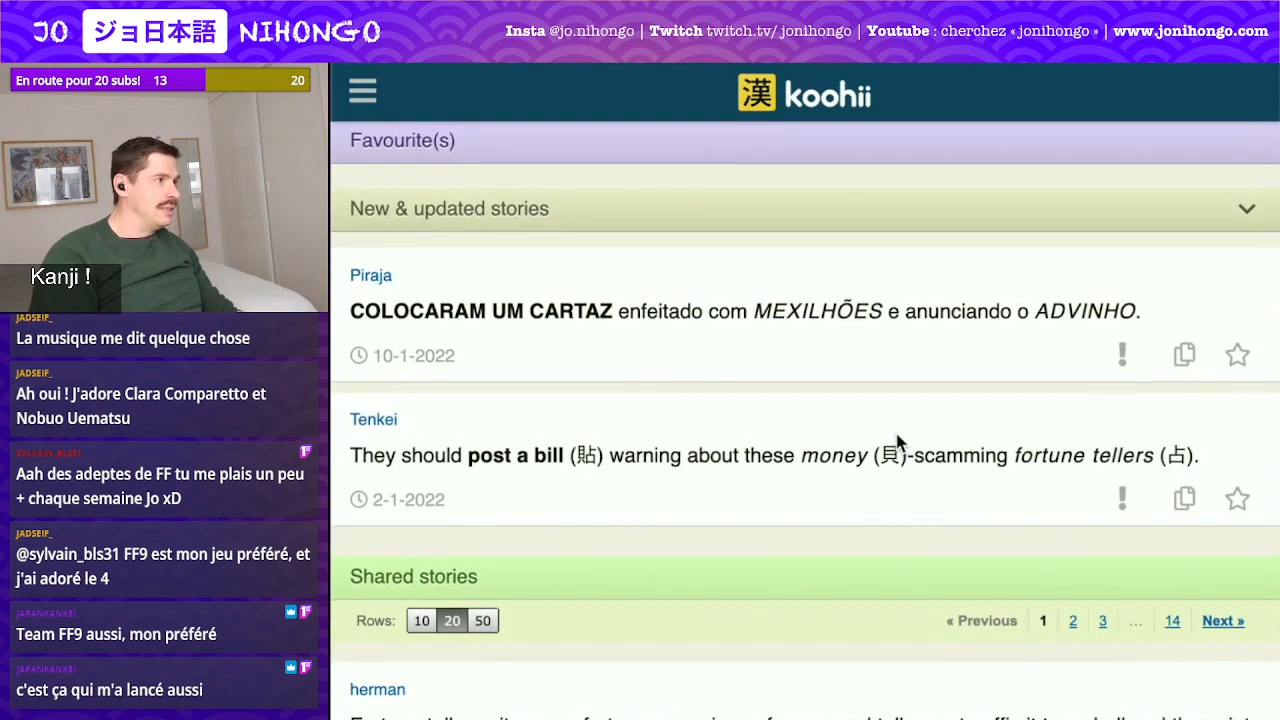 JO ジョ日本語 NIHONGO
Insta @jo.nihongo | Twitch twitch.tv/ jonihongo | Youtube : cherchez « jonihongo » | www.jonihongo.com
En route pour 20 subs! 13 20
Kanji !
JADSEIF_
La musique me dit quelque chose
JADSEIF_
Ah oui ! J'adore Clara Comparetto et
Nobuo Uematsu
SYLVAIN_BLS31
Aah des adeptes de FF tu me plais un peu
+ chaque semaine Jo xD
JADSEIF_
@sylvain_bls31 FF9 est mon jeu préféré, et
j'ai adoré le 4
JAPANKANKEI
Team FF9 aussi, mon préféré
JAPANKANKEI
c'est ça qui m'a lancé aussi
漢 koohii
Favourite(s)
New & updated stories
Piraja
COLOCARAM UM CARTAZ enfeitado com MEXILHÕES e anunciando o ADVINHO.
10-1-2022
Tenkei
They should post a bill (貼) warning about these money (貝)-scamming fortune tellers (占).
2-1-2022
Shared stories
Rows: 10 20 50 « Previous 1 2 3 … 14 Next »
herman